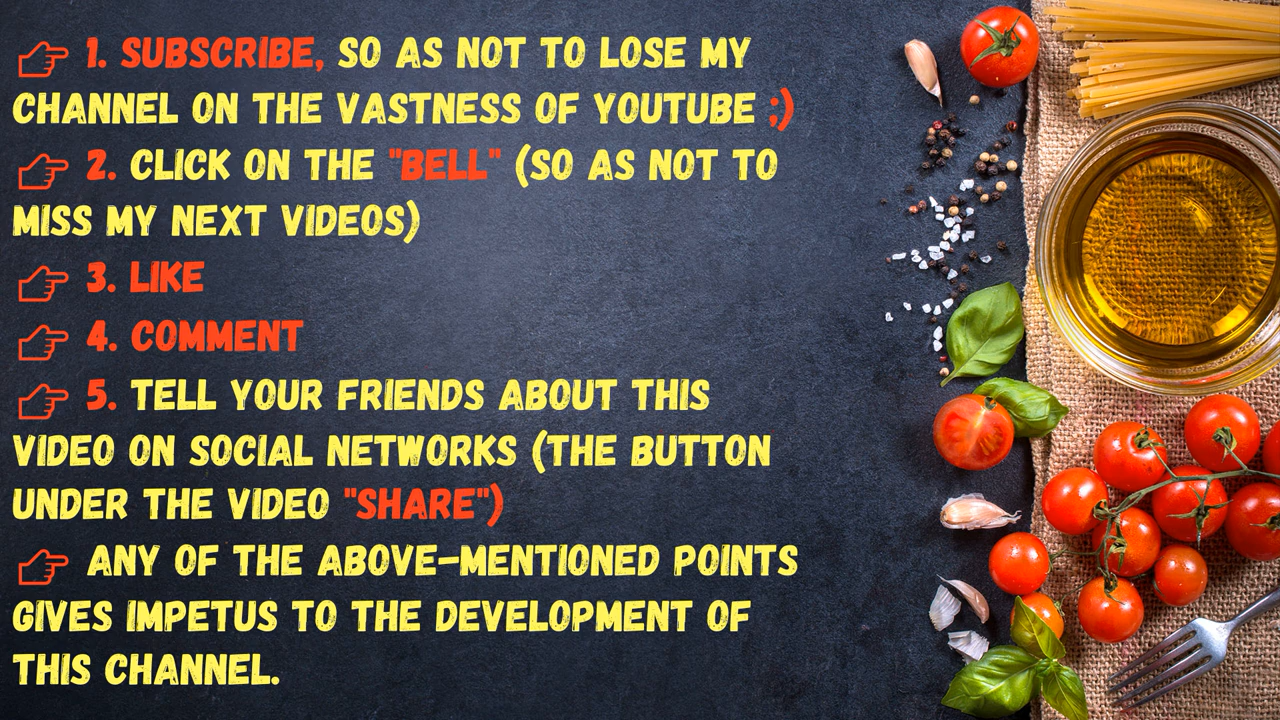 👉 1. SUBSCRIBE, SO AS NOT TO LOSE MY
CHANNEL ON THE VASTNESS OF YOUTUBE ;)
👉 2. CLICK ON THE "BELL" (SO AS NOT TO
MISS MY NEXT VIDEOS)
👉 3. LIKE
👉 4. COMMENT
👉 5. TELL YOUR FRIENDS ABOUT THIS
VIDEO ON SOCIAL NETWORKS (THE BUTTON
UNDER THE VIDEO "SHARE")
👉 ANY OF THE ABOVE-MENTIONED POINTS
GIVES IMPETUS TO THE DEVELOPMENT OF
THIS CHANNEL.